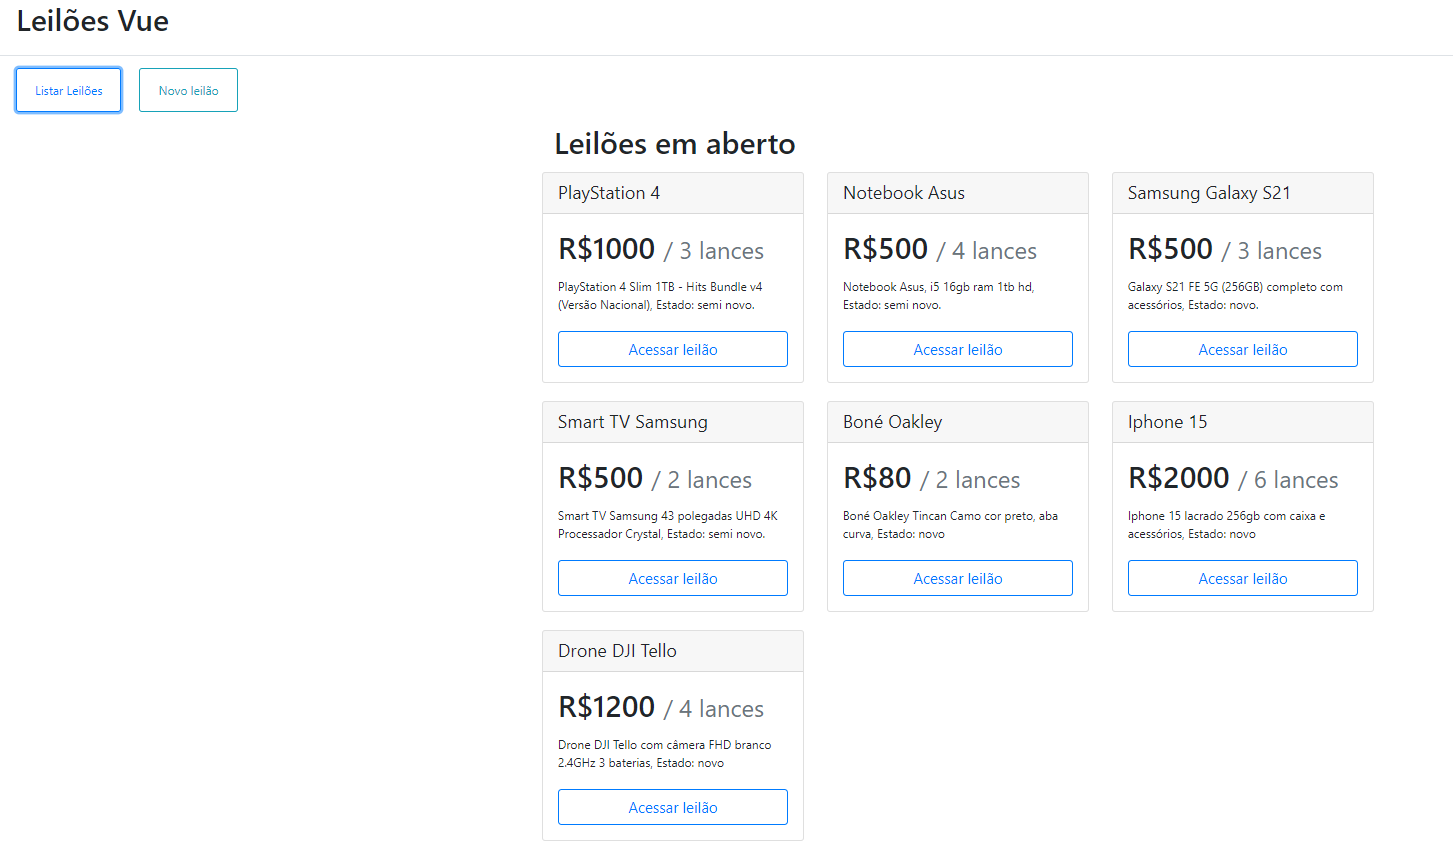 Leilões Vue
Listar Leilões
Novo leilão
Leilões em aberto
PlayStation 4
R$1000 / 3 lances
PlayStation 4 Slim 1TB - Hits Bundle v4
(Versão Nacional), Estado: semi novo.
Acessar leilão
Notebook Asus
R$500 / 4 lances
Notebook Asus, i5 16gb ram 1tb hd,
Estado: semi novo.
Acessar leilão
Samsung Galaxy S21
R$500 / 3 lances
Galaxy S21 FE 5G (256GB) completo com
acessórios, Estado: novo.
Acessar leilão
Smart TV Samsung
R$500 / 2 lances
Smart TV Samsung 43 polegadas UHD 4K
Processador Crystal, Estado: semi novo.
Acessar leilão
Boné Oakley
R$80 / 2 lances
Boné Oakley Tincan Camo cor preto, aba
curva, Estado: novo
Acessar leilão
Iphone 15
R$2000 / 6 lances
Iphone 15 lacrado 256gb com caixa e
acessórios, Estado: novo
Acessar leilão
Drone DJI Tello
R$1200 / 4 lances
Drone DJI Tello com câmera FHD branco
2.4GHz 3 baterias, Estado: novo
Acessar leilão